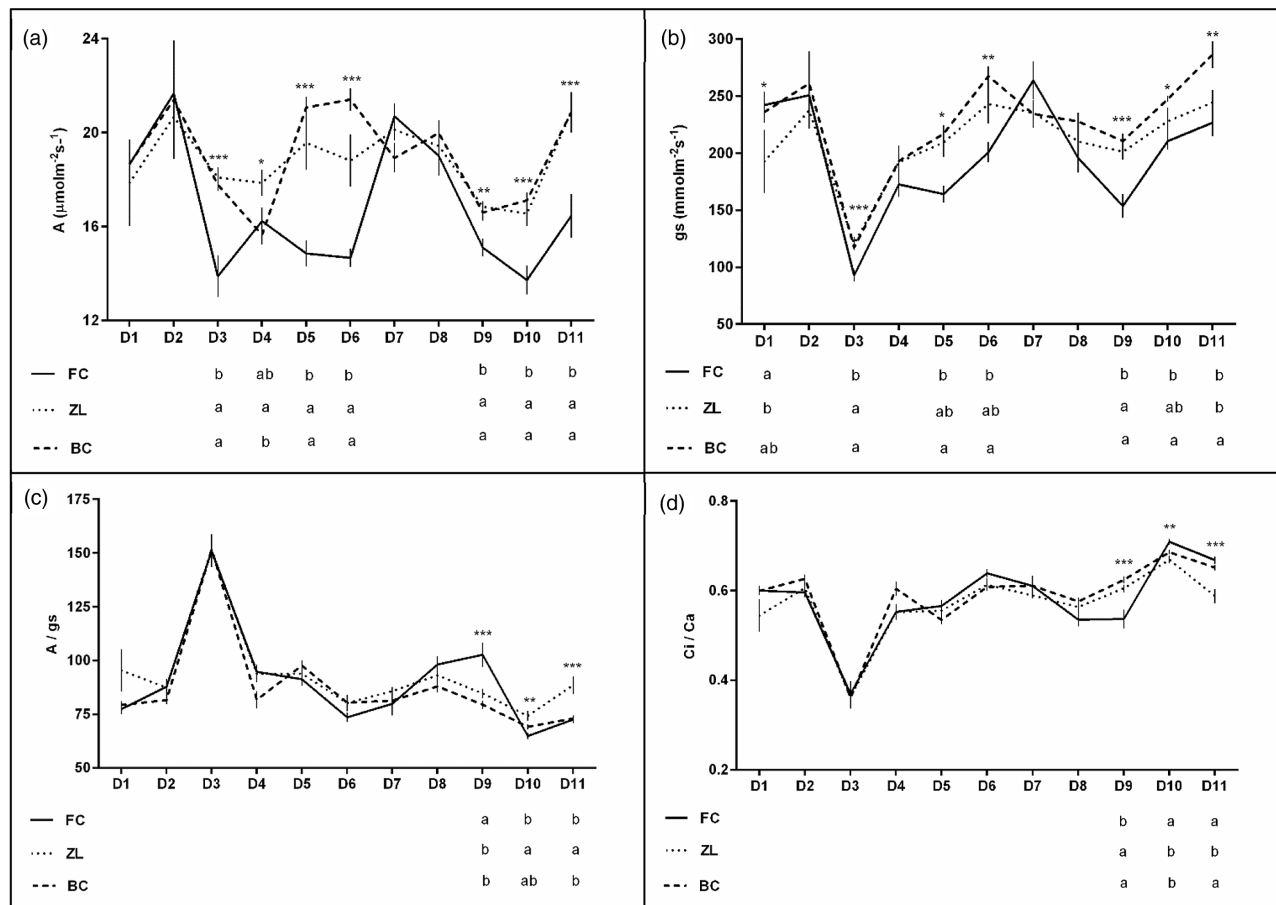 (a)
A (µmolm⁻²s-¹)
24
20
16
12
*** * *** *** ** *** ***
D1 D2 D3 D4 D5 D6 D7 D8 D9 D10 D11
FC b ab b b b b b
ZL a a a a a a a
BC a b a a a a a
(b)
gs (mmolm⁻²s⁻¹)
300
250
200
150
100
50
* *** * ** *** * **
D1 D2 D3 D4 D5 D6 D7 D8 D9 D10 D11
FC a b b b b b b
ZL b a ab ab a ab b
BC ab a a a a a a
(c)
A / gs
175
150
125
100
75
50
*** ** ***
D1 D2 D3 D4 D5 D6 D7 D8 D9 D10 D11
FC a b b
ZL b a a
BC b ab b
(d)
Ci / Ca
0.8
0.6
0.4
0.2
*** ** ***
D1 D2 D3 D4 D5 D6 D7 D8 D9 D10 D11
FC b a a
ZL a b b
BC a b a